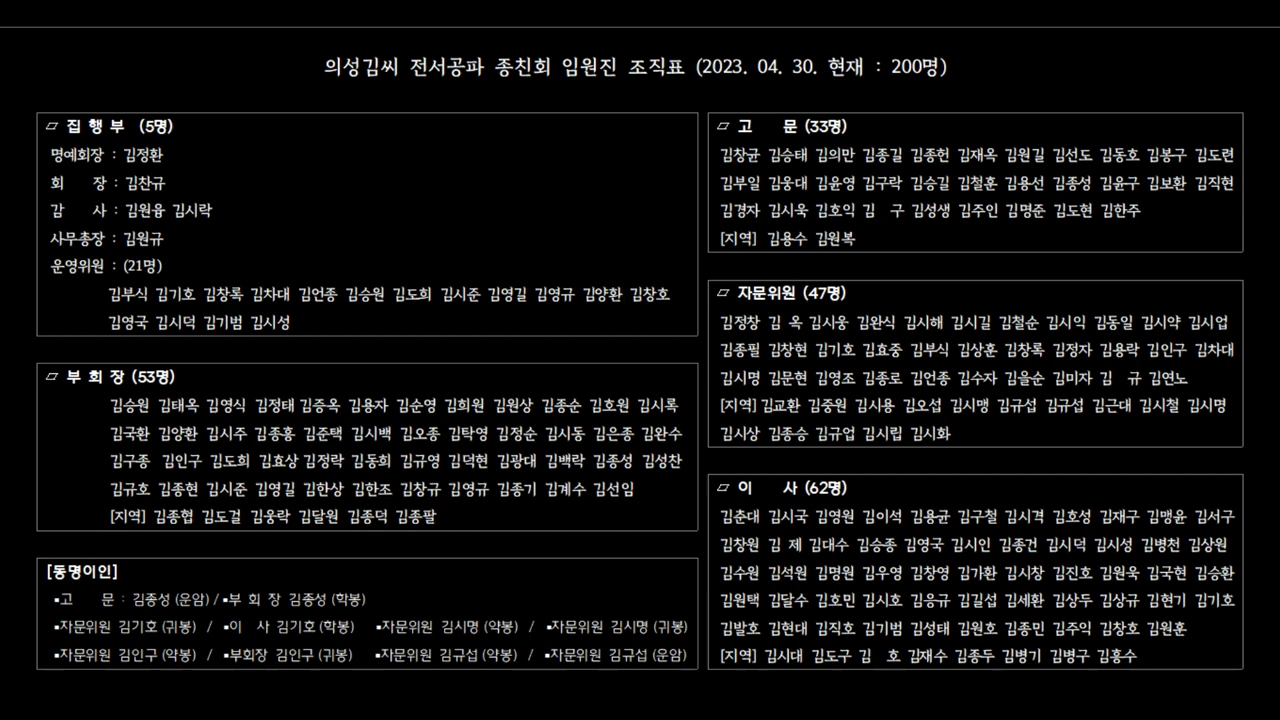 의성김씨 전서공파 종친회 임원진 조직표 (2023. 04. 30. 현재 : 200명)
▱ 집 행 부 (5명)
명예회장 : 김정환
회 장 : 김찬규
감 사 : 김원융 김시락
사무총장 : 김원규
운영위원 : (21명)
김부식 김기호 김창록 김차대 김언종 김승원 김도희 김시준 김영길 김영규 김양환 김창호
김영국 김시덕 김기범 김시성
▱ 부 회 장 (53명)
김승원 김태옥 김영식 김정태 김증옥 김용자 김순영 김희원 김원상 김종순 김호원 김시록
김국환 김양환 김시주 김종홍 김준택 김시백 김오종 김탁영 김정순 김시동 김은종 김완수
김구종 김인구 김도희 김효상 김정락 김동희 김규영 김덕현 김광대 김백락 김종성 김성찬
김규호 김종현 김시준 김영길 김한상 김한조 김창규 김영규 김종기 김계수 김선임
[지역] 김종협 김도걸 김웅락 김달원 김종덕 김종팔
[동명이인]
▪고 문 : 김종성 (운암) / ▪부 회 장 김종성 (학봉)
▪자문위원 김기호 (귀봉) / ▪이 사 김기호 (학봉) ▪자문위원 김시명 (약봉) / ▪자문위원 김시명 (귀봉)
▪자문위원 김인구 (약봉) / ▪부회장 김인구 (귀봉) ▪자문위원 김규섭 (약봉) / ▪자문위원 김규섭 (운암)
▱ 고 문 (33명)
김창균 김승태 김의만 김종길 김종헌 김재옥 김원길 김선도 김동호 김봉구 김도련
김부일 김웅대 김윤영 김구락 김승길 김철훈 김용선 김종성 김윤구 김보환 김직현
김경자 김시욱 김호익 김 구 김성생 김주인 김명준 김도현 김한주
[지역] 김용수 김원복
▱ 자문위원 (47명)
김정창 김 옥 김시웅 김완식 김시해 김시길 김철순 김시익 김동일 김시약 김시업
김종필 김창현 김기호 김효중 김부식 김상훈 김창록 김정자 김용락 김인구 김차대
김시명 김문현 김영조 김종로 김언종 김수자 김을순 김미자 김 규 김연노
[지역] 김교환 김중원 김시용 김오섭 김시맹 김규섭 김규섭 김근대 김시철 김시명
김시상 김종승 김규업 김시립 김시화
▱ 이 사 (62명)
김춘대 김시국 김영원 김이석 김용균 김구철 김시격 김호성 김재구 김맹윤 김서구
김창원 김 제 김대수 김승종 김영국 김시인 김종건 김시덕 김시성 김병천 김상원
김수원 김석원 김명원 김우영 김창영 김가환 김시창 김진호 김원욱 김국현 김승환
김원택 김달수 김호민 김시호 김응규 김길섭 김세환 김상두 김상규 김현기 김기호
김발호 김현대 김직호 김기범 김성태 김원호 김종민 김주익 김창호 김원훈
[지역] 김시대 김도구 김 호 김재수 김종두 김병기 김병구 김홍수